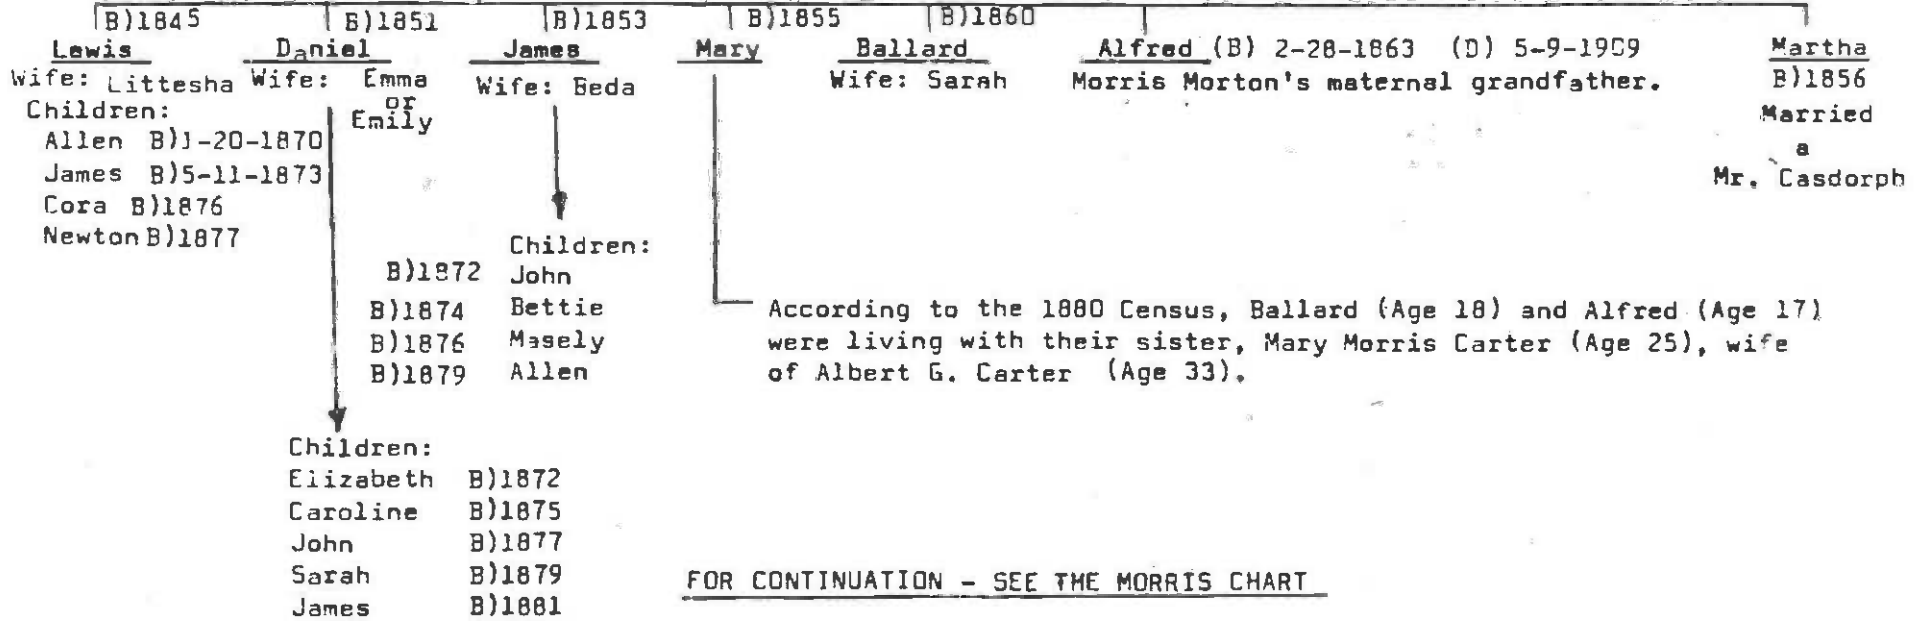 B)1845 B)1851 B)1853 B)1855 B)1860
Lewis Daniel James Mary Ballard Alfred (B) 2-28-1863 (D) 5-9-1909 Martha
Wife: Littesha Wife: Emma or Emily Wife: Beda Wife: Sarah Morris Morton's maternal grandfather. B)1856
Married
a
Mr. Casdorph
Children:
Allen B)1-20-1870
James B)5-11-1873
Cora B)1876
Newton B)1877
Children:
B)1872 John
B)1874 Bettie
B)1876 Masely
B)1879 Allen
According to the 1880 Census, Ballard (Age 18) and Alfred (Age 17)
were living with their sister, Mary Morris Carter (Age 25), wife
of Albert G. Carter (Age 33).
Children:
Elizabeth B)1872
Caroline B)1875
John B)1877
Sarah B)1879
James B)1881
FOR CONTINUATION - SEE THE MORRIS CHART